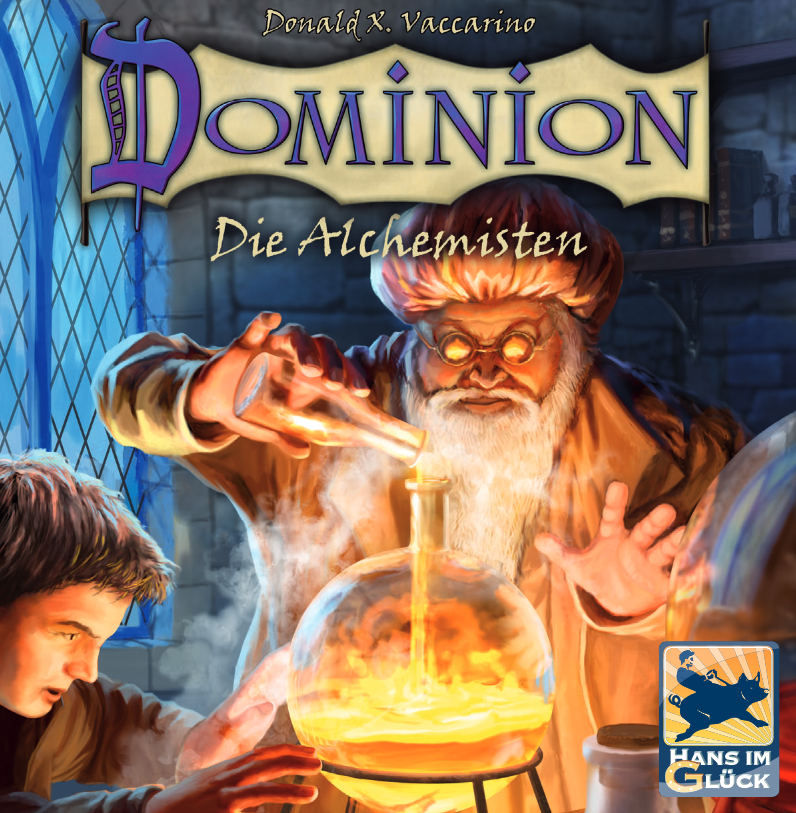 Donald X. Vaccarino
Dominion
Die Alchemisten
Hans im
Glück